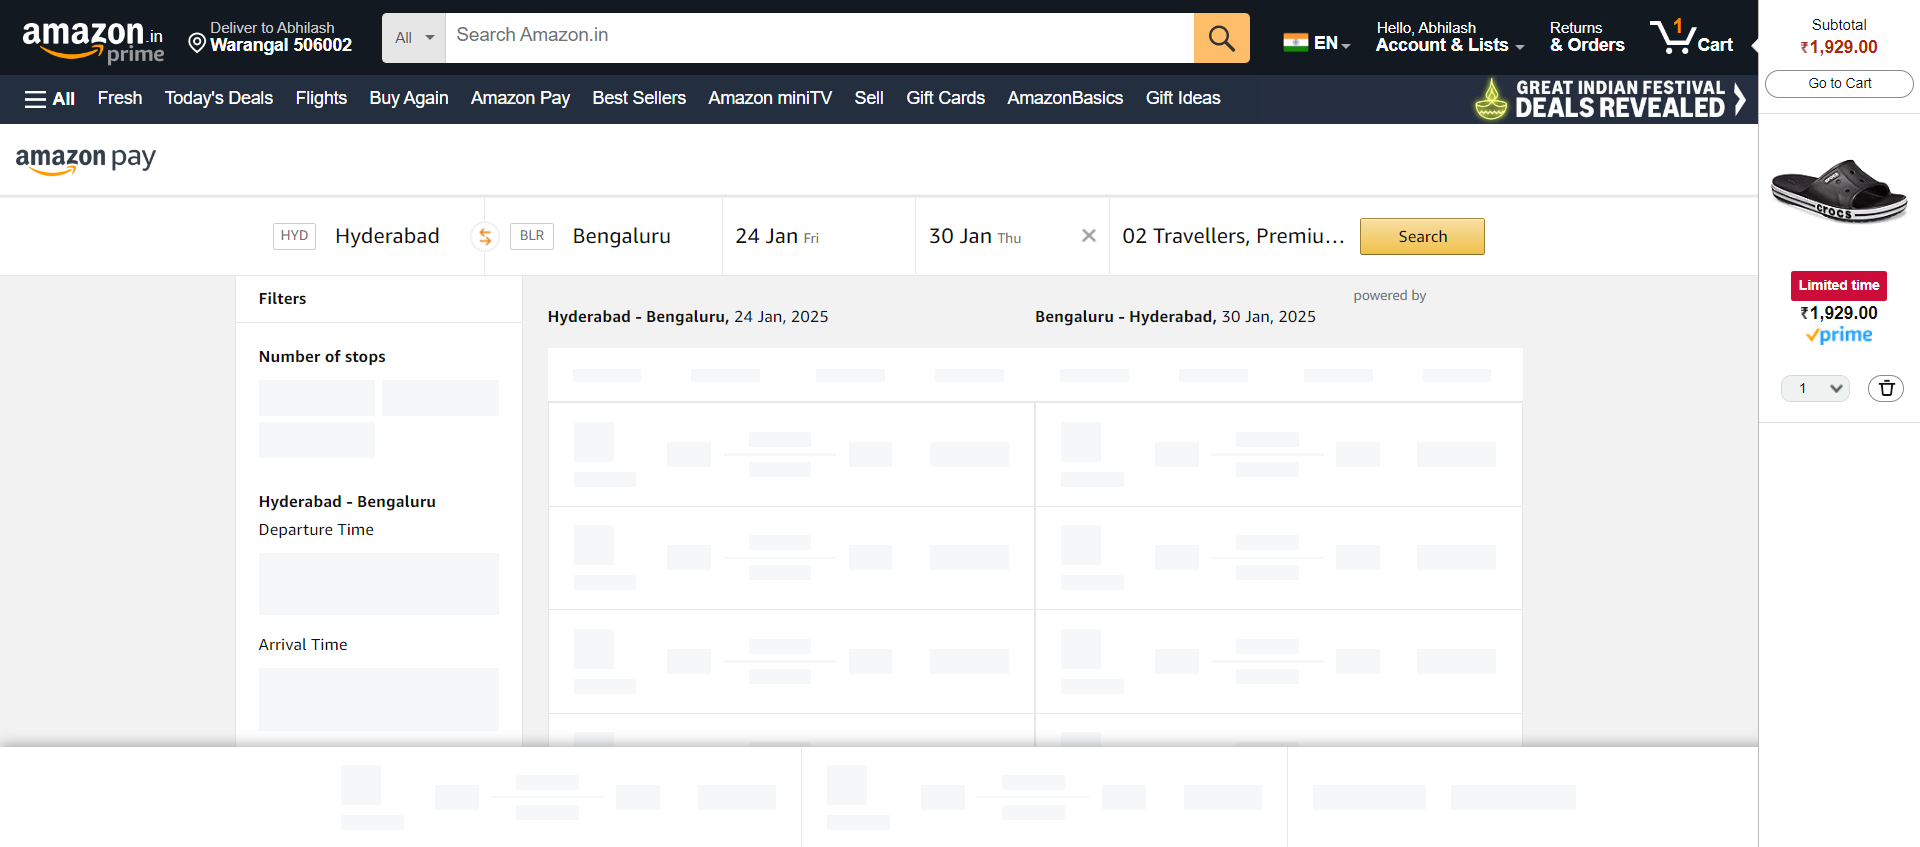 amazon.in
prime
Deliver to Abhilash
Warangal 506002
All
Search Amazon.in
EN
Hello, Abhilash
Account & Lists
Returns
& Orders
1
Cart
Subtotal
₹1,929.00
Go to Cart
All
Fresh
Today's Deals
Flights
Buy Again
Amazon Pay
Best Sellers
Amazon miniTV
Sell
Gift Cards
AmazonBasics
Gift Ideas
GREAT INDIAN FESTIVAL
DEALS REVEALED
amazon pay
HYD
Hyderabad
BLR
Bengaluru
24 Jan Fri
30 Jan Thu
02 Travellers, Premiu...
Search
crocs
crocs
Limited time
₹1,929.00
prime
1
Filters
powered by
Hyderabad - Bengaluru, 24 Jan, 2025
Bengaluru - Hyderabad, 30 Jan, 2025
Number of stops
Hyderabad - Bengaluru
Departure Time
Arrival Time